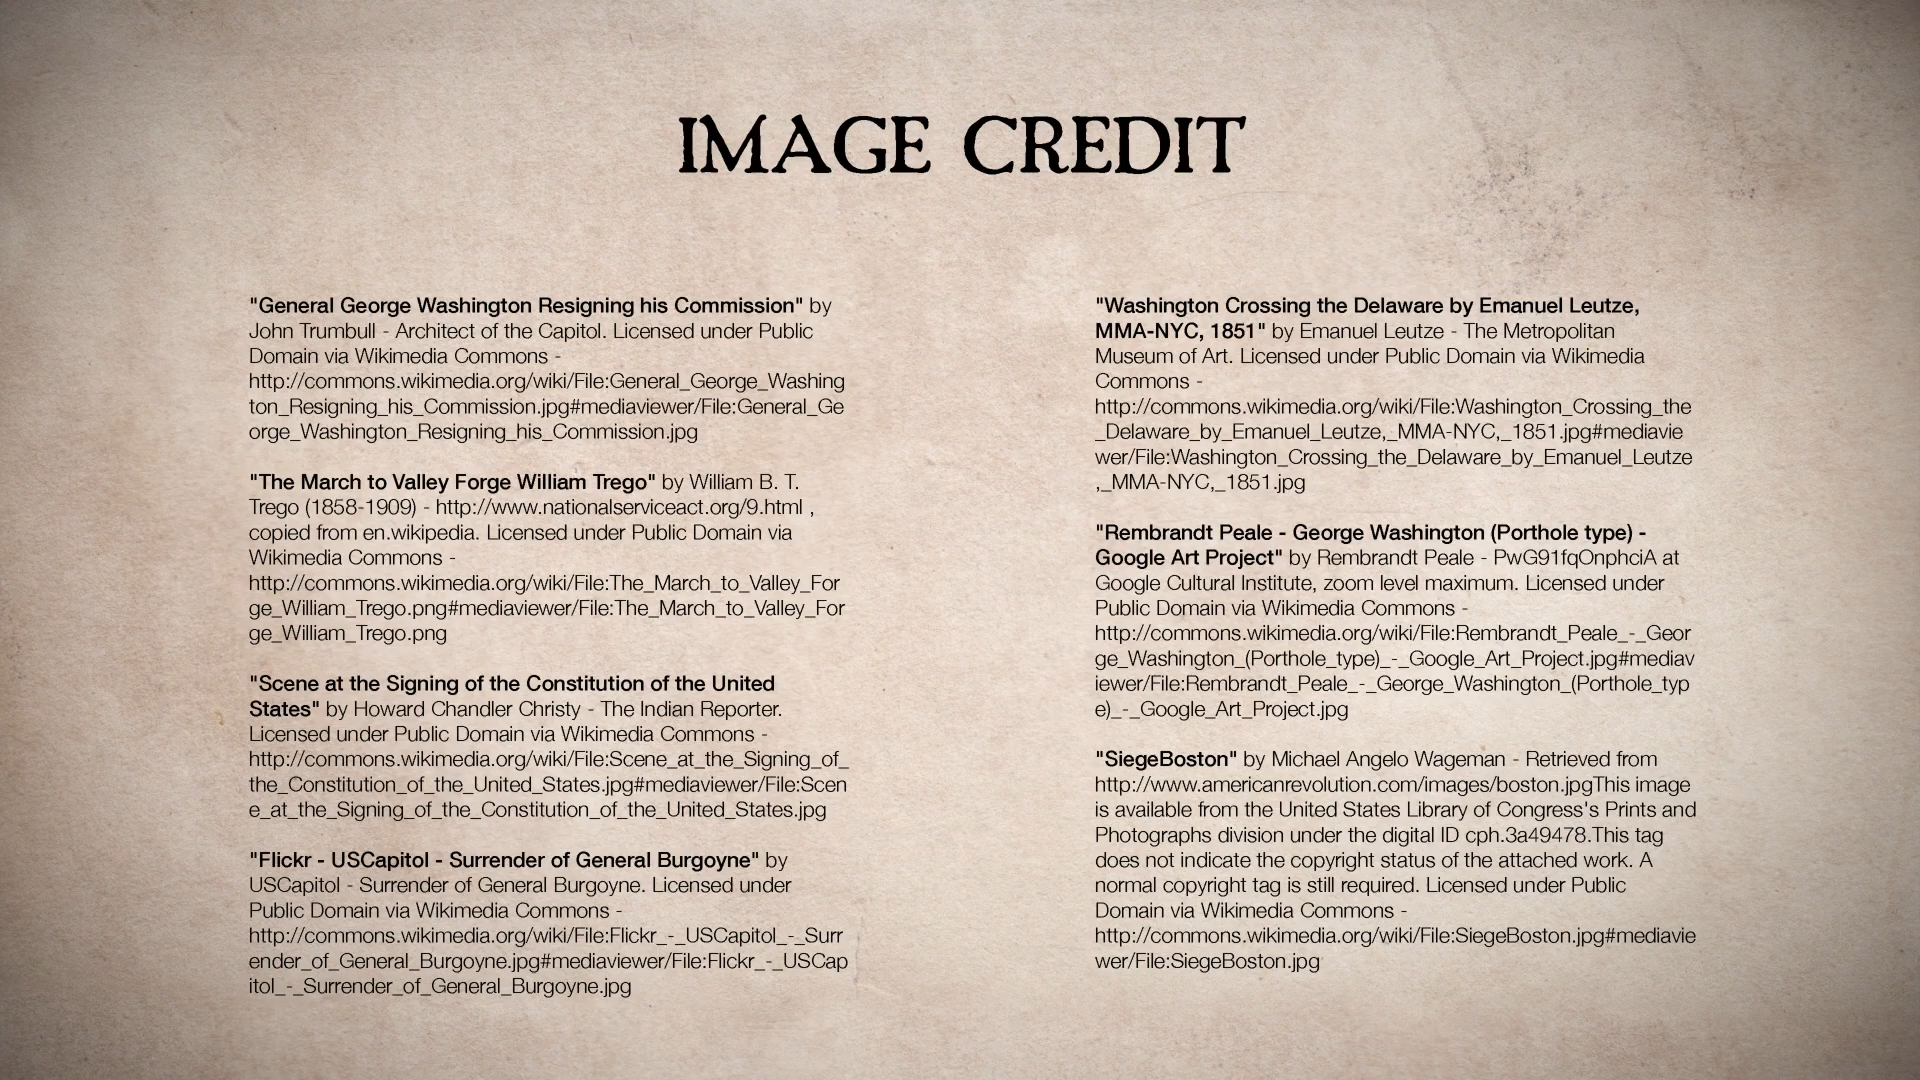 IMAGE CREDIT
"General George Washington Resigning his Commission" by
John Trumbull - Architect of the Capitol. Licensed under Public
Domain via Wikimedia Commons -
http://commons.wikimedia.org/wiki/File:General_George_Washing
ton_Resigning_his_Commission.jpg#mediaviewer/File:General_Ge
orge_Washington_Resigning_his_Commission.jpg
"The March to Valley Forge William Trego" by William B. T.
Trego (1858-1909) - http://www.nationalserviceact.org/9.html ,
copied from en.wikipedia. Licensed under Public Domain via
Wikimedia Commons -
http://commons.wikimedia.org/wiki/File:The_March_to_Valley_For
ge_William_Trego.png#mediaviewer/File:The_March_to_Valley_For
ge_William_Trego.png
"Scene at the Signing of the Constitution of the United
States" by Howard Chandler Christy - The Indian Reporter.
Licensed under Public Domain via Wikimedia Commons -
http://commons.wikimedia.org/wiki/File:Scene_at_the_Signing_of_
the_Constitution_of_the_United_States.jpg#mediaviewer/File:Scen
e_at_the_Signing_of_the_Constitution_of_the_United_States.jpg
"Flickr - USCapitol - Surrender of General Burgoyne" by
USCapitol - Surrender of General Burgoyne. Licensed under
Public Domain via Wikimedia Commons -
http://commons.wikimedia.org/wiki/File:Flickr_-_USCapitol_-_Surr
ender_of_General_Burgoyne.jpg#mediaviewer/File:Flickr_-_USCap
itol_-_Surrender_of_General_Burgoyne.jpg
"Washington Crossing the Delaware by Emanuel Leutze,
MMA-NYC, 1851" by Emanuel Leutze - The Metropolitan
Museum of Art. Licensed under Public Domain via Wikimedia
Commons -
http://commons.wikimedia.org/wiki/File:Washington_Crossing_the
_Delaware_by_Emanuel_Leutze,_MMA-NYC,_1851.jpg#mediavie
wer/File:Washington_Crossing_the_Delaware_by_Emanuel_Leutze
,_MMA-NYC,_1851.jpg
"Rembrandt Peale - George Washington (Porthole type) -
Google Art Project" by Rembrandt Peale - PwG91fqOnphciA at
Google Cultural Institute, zoom level maximum. Licensed under
Public Domain via Wikimedia Commons -
http://commons.wikimedia.org/wiki/File:Rembrandt_Peale_-_Geor
ge_Washington_(Porthole_type)_-_Google_Art_Project.jpg#mediav
iewer/File:Rembrandt_Peale_-_George_Washington_(Porthole_typ
e)_-_Google_Art_Project.jpg
"SiegeBoston" by Michael Angelo Wageman - Retrieved from
http://www.americanrevolution.com/images/boston.jpgThis image
is available from the United States Library of Congress's Prints and
Photographs division under the digital ID cph.3a49478.This tag
does not indicate the copyright status of the attached work. A
normal copyright tag is still required. Licensed under Public
Domain via Wikimedia Commons -
http://commons.wikimedia.org/wiki/File:SiegeBoston.jpg#mediavie
wer/File:SiegeBoston.jpg